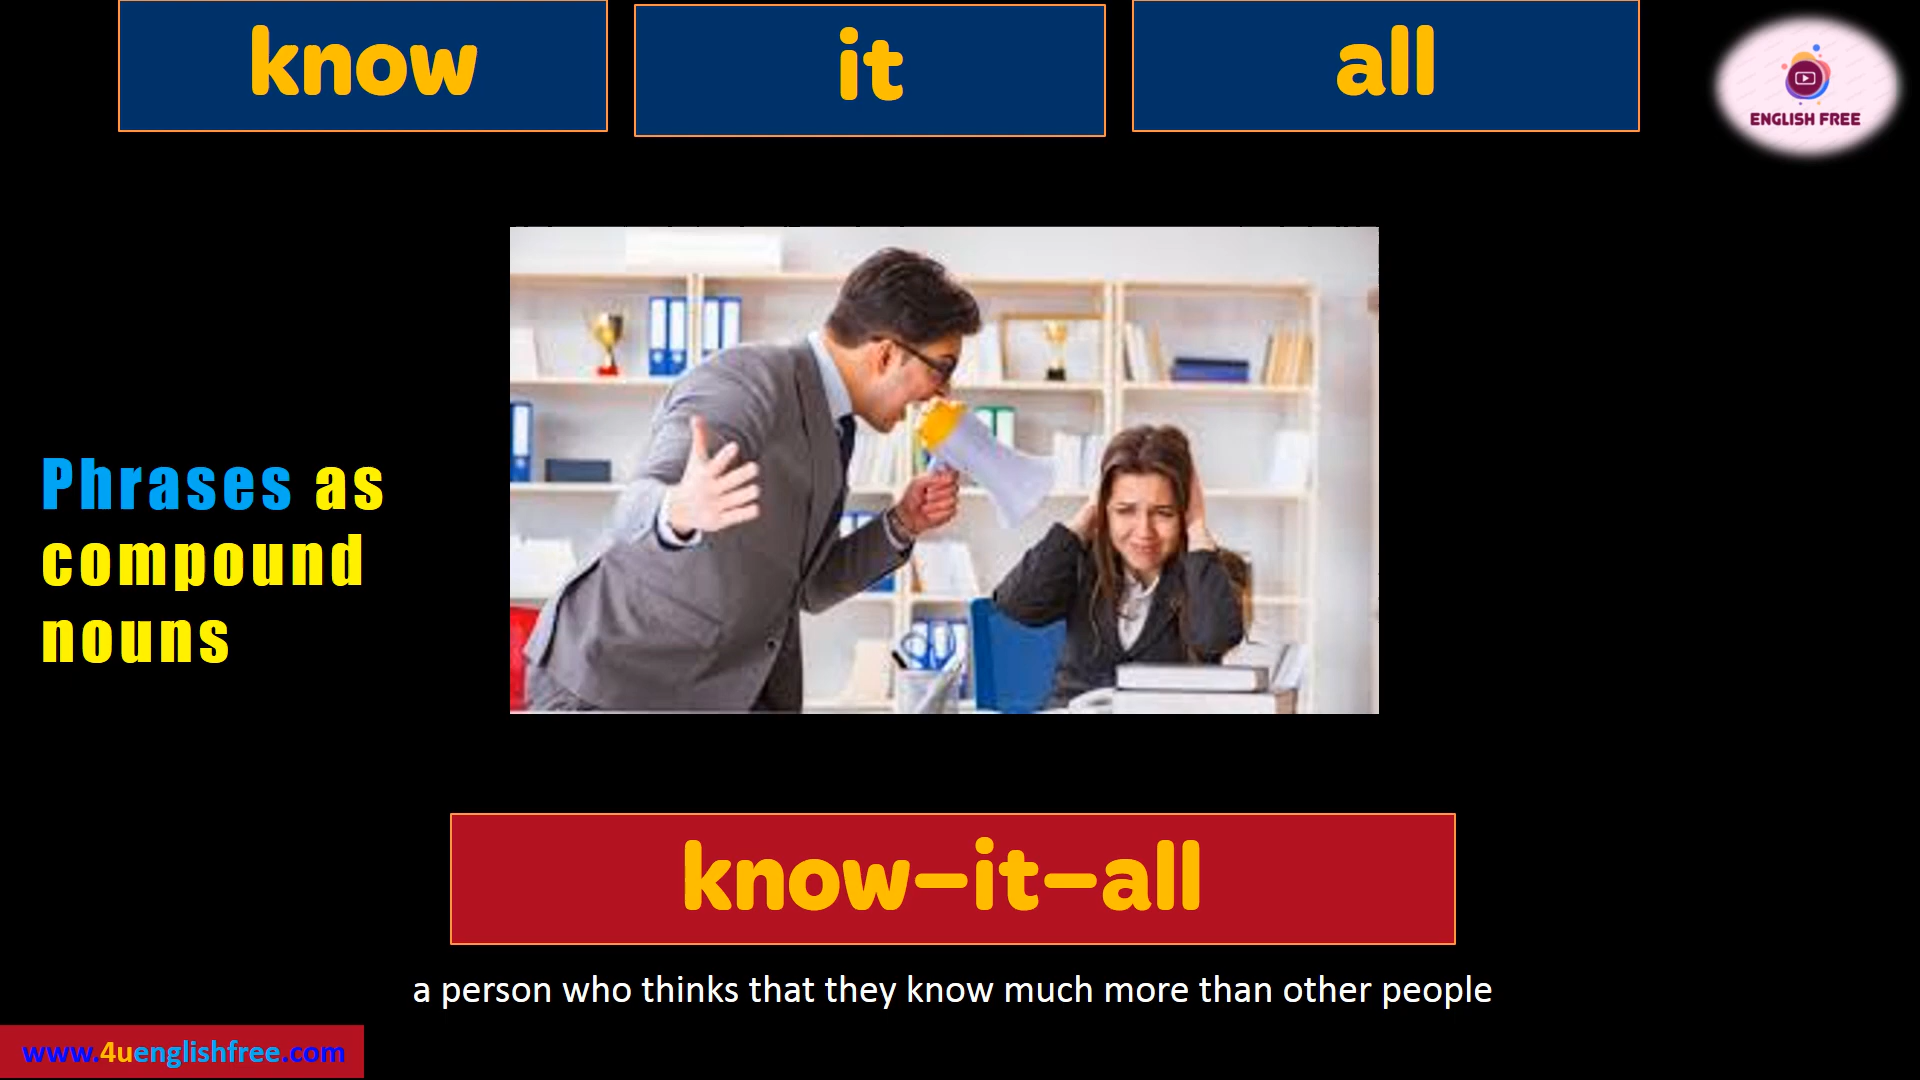 know
it
all
ENGLISH FREE
Phrases as
compound
nouns
know-it-all
a person who thinks that they know much more than other people
www.4uenglishfree.com